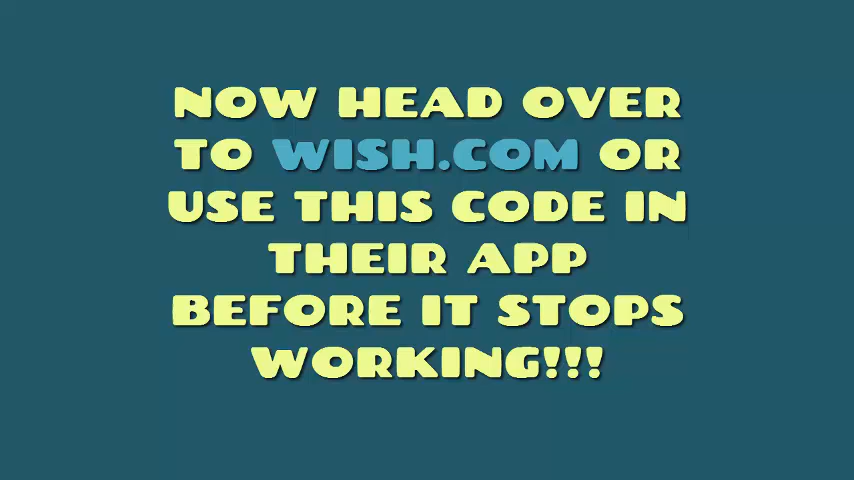 NOW HEAD OVER
TO WISH.COM OR
USE THIS CODE IN
THEIR APP
BEFORE IT STOPS
WORKING!!!